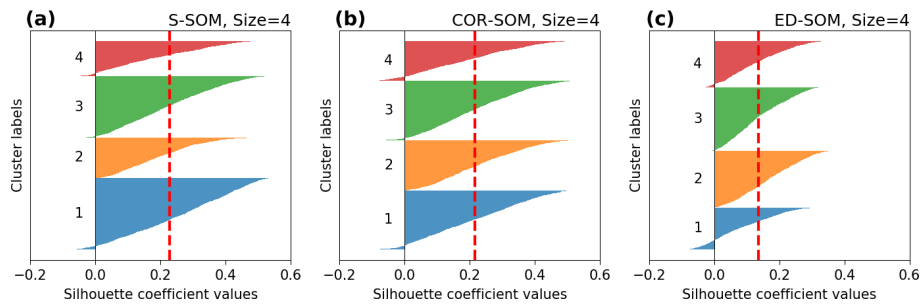 (a) S-SOM, Size=4
Cluster labels
4
3
2
1
−0.2 0.0 0.2 0.4 0.6
Silhouette coefficient values
(b) COR-SOM, Size=4
Cluster labels
4
3
2
1
−0.2 0.0 0.2 0.4 0.6
Silhouette coefficient values
(c) ED-SOM, Size=4
Cluster labels
4
3
2
1
−0.2 0.0 0.2 0.4 0.6
Silhouette coefficient values